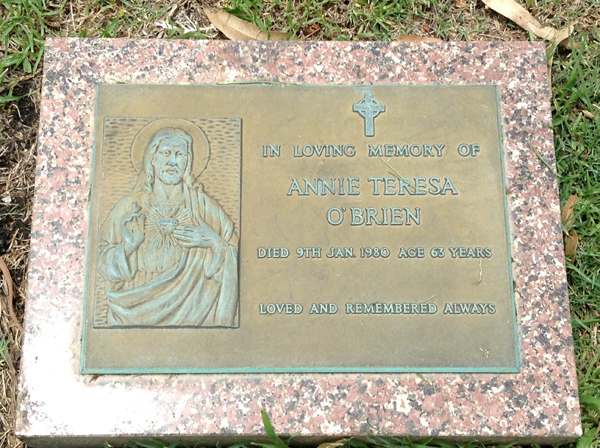 IN LOVING MEMORY OF
ANNIE TERESA
O'BRIEN
DIED 9TH JAN. 1980 AGE 63 YEARS
LOVED AND REMEMBERED ALWAYS